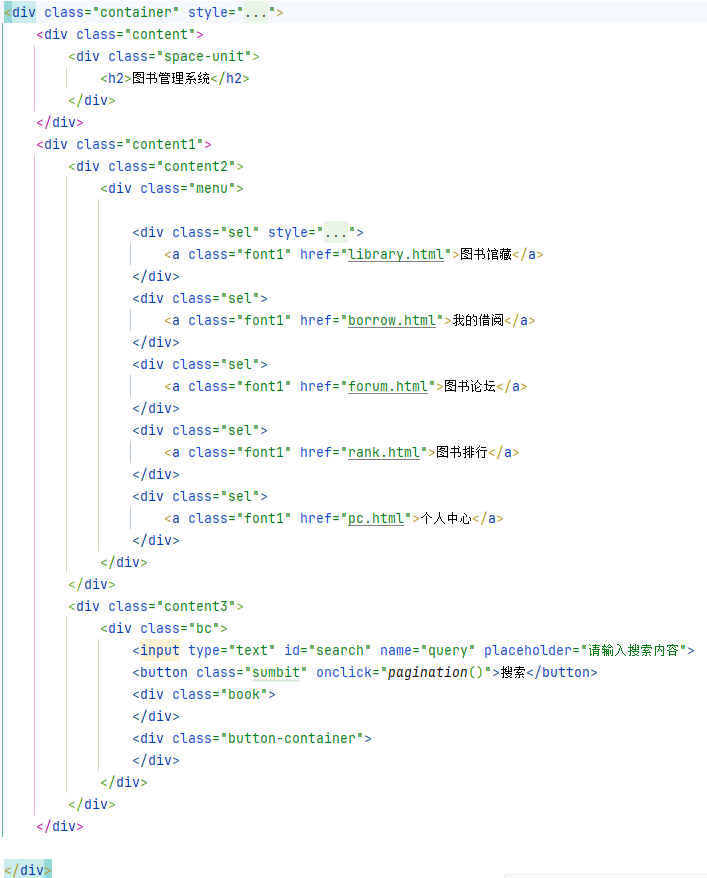 <div class="container" style="...">
    <div class="content">
        <div class="space-unit">
            <h2>图书管理系统</h2>
        </div>
    </div>
    <div class="content1">
        <div class="content2">
            <div class="menu">

                <div class="sel" style="...">
                    <a class="font1" href="library.html">图书馆藏</a>
                </div>
                <div class="sel">
                    <a class="font1" href="borrow.html">我的借阅</a>
                </div>
                <div class="sel">
                    <a class="font1" href="forum.html">图书论坛</a>
                </div>
                <div class="sel">
                    <a class="font1" href="rank.html">图书排行</a>
                </div>
                <div class="sel">
                    <a class="font1" href="pc.html">个人中心</a>
                </div>
            </div>
        </div>
        <div class="content3">
            <div class="bc">
                <input type="text" id="search" name="query" placeholder="请输入搜索内容">
                <button class="sumbit" onclick="pagination()">搜索</button>
                <div class="book">
                </div>
                <div class="button-container">
                </div>
            </div>
        </div>
    </div>

</div>